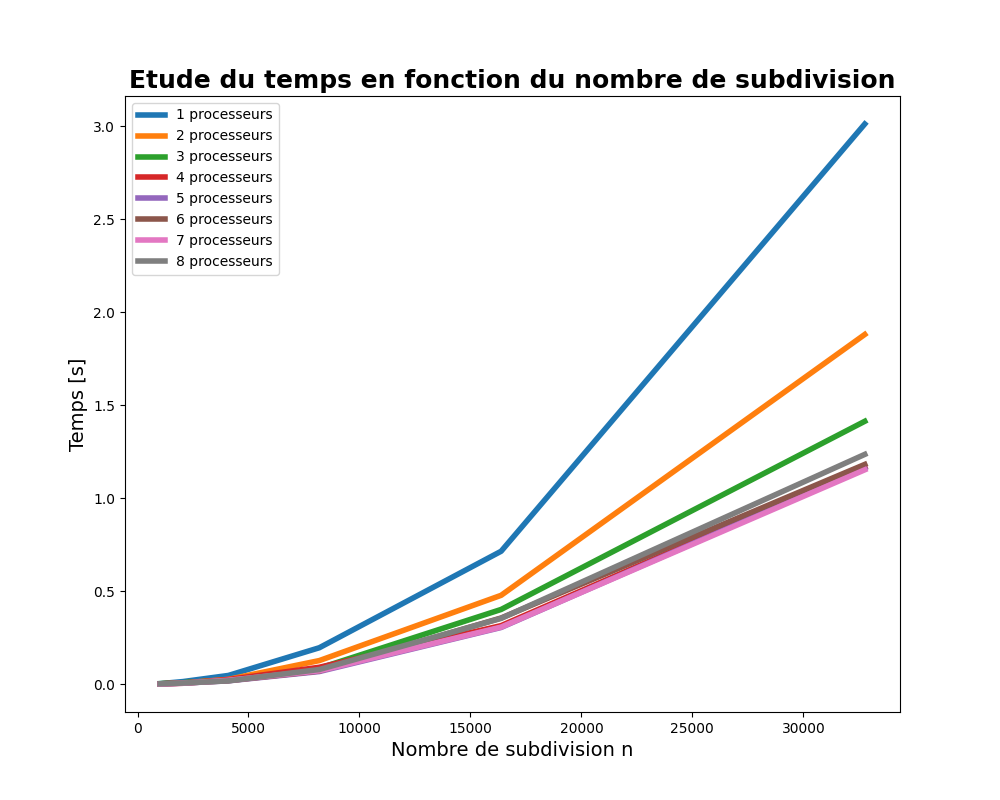 Etude du temps en fonction du nombre de subdivision
1 processeurs
2 processeurs
3 processeurs
4 processeurs
5 processeurs
6 processeurs
7 processeurs
8 processeurs
Temps [s]
3.0
2.5
2.0
1.5
1.0
0.5
0.0
0 5000 10000 15000 20000 25000 30000
Nombre de subdivision n